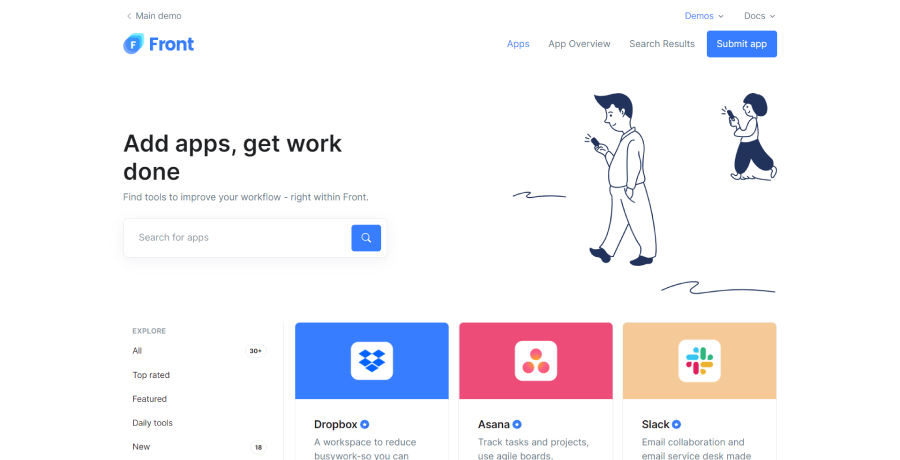 Main demo
Demos
Docs
F Front
Apps
App Overview
Search Results
Submit app
Add apps, get work
done
Find tools to improve your workflow - right within Front.
Search for apps
EXPLORE
All
30+
Top rated
Featured
Daily tools
New
18
Dropbox
A workspace to reduce
busywork-so you can
Asana
Track tasks and projects,
use agile boards,
Slack
Email collaboration and
email service desk made